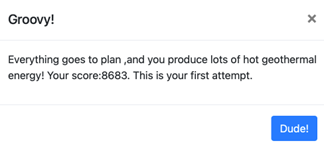 Groovy!
×
Everything goes to plan ,and you produce lots of hot geothermal
energy! Your score:8683. This is your first attempt.
Dude!